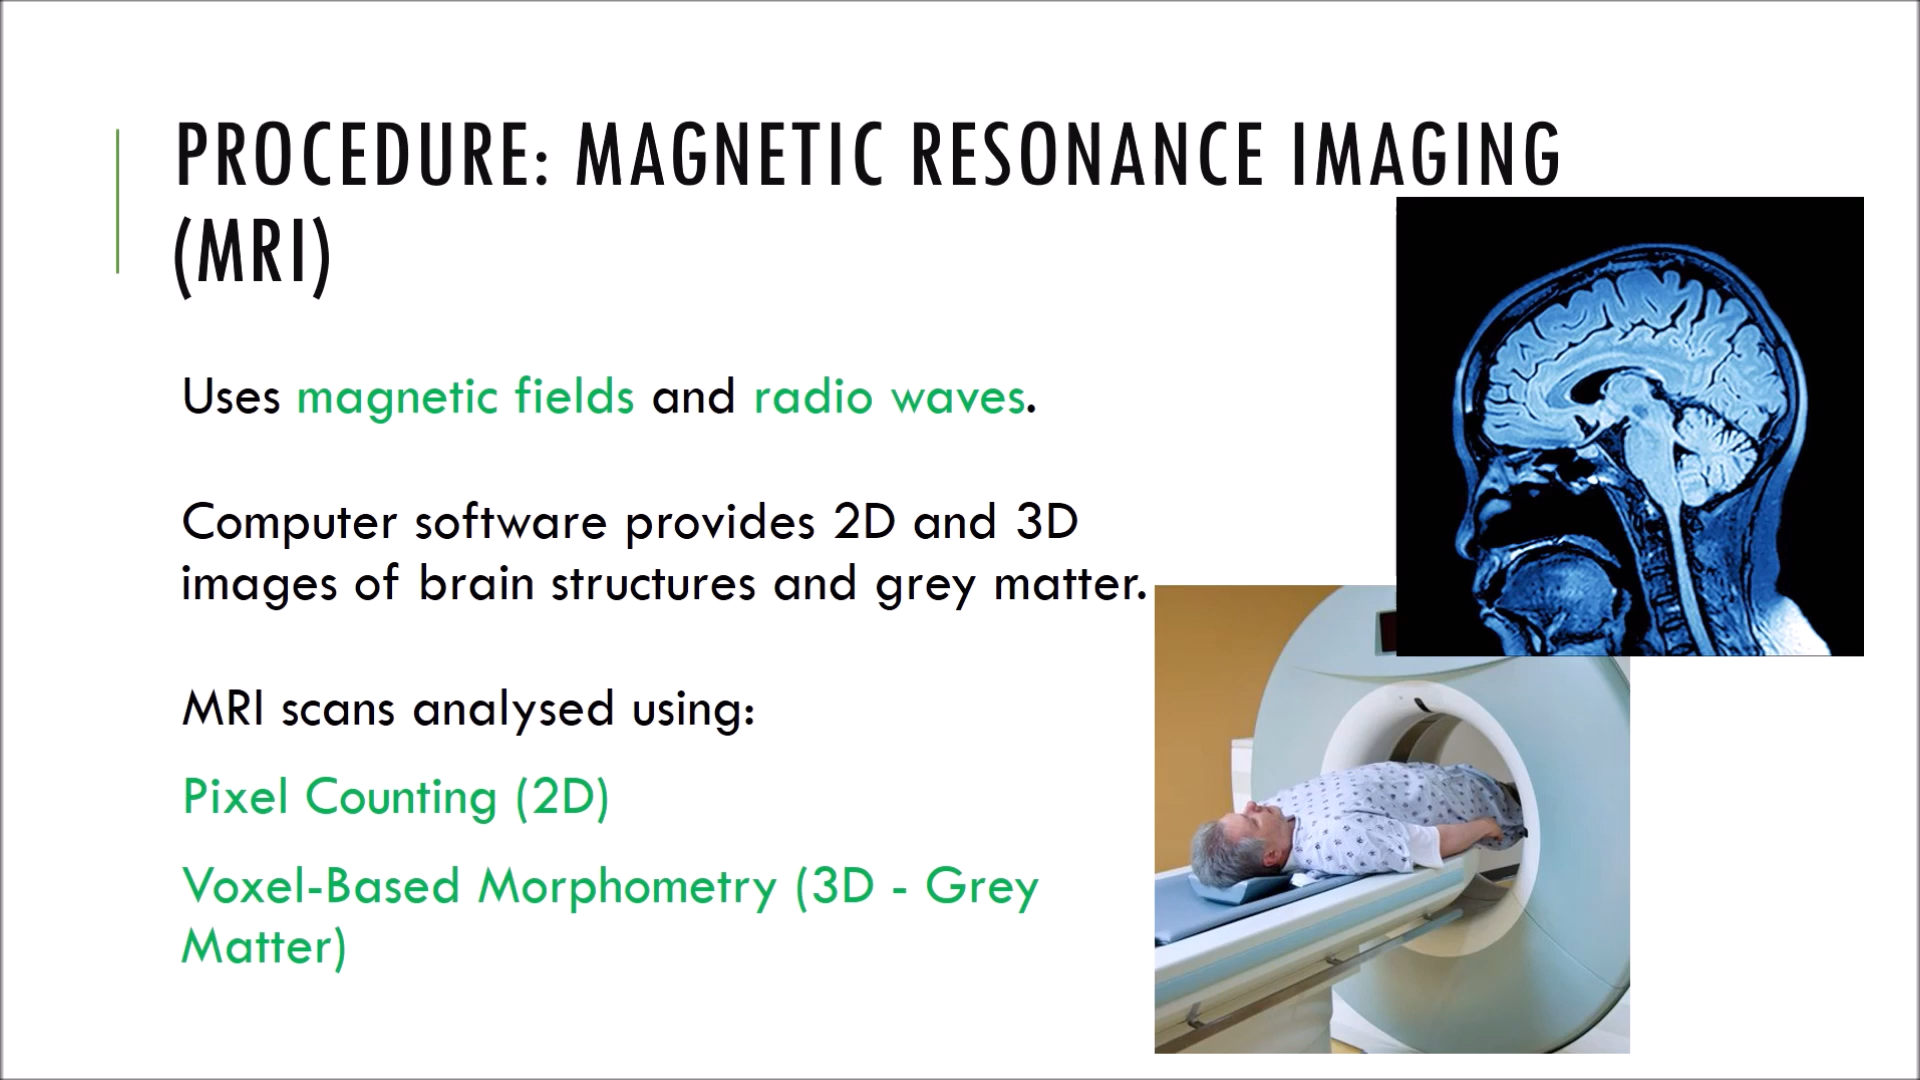 PROCEDURE: MAGNETIC RESONANCE IMAGING
(MRI)
Uses magnetic fields and radio waves.
Computer software provides 2D and 3D
images of brain structures and grey matter.
MRI scans analysed using:
Pixel Counting (2D)
Voxel-Based Morphometry (3D - Grey
Matter)